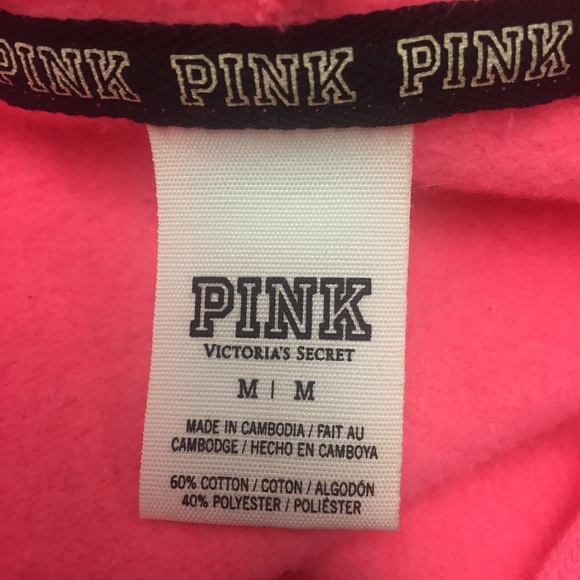 PINK PINK PINK
PINK
VICTORIA'S SECRET
M | M
MADE IN CAMBODIA / FAIT AU
CAMBODGE / HECHO EN CAMBOYA
60% COTTON / COTON / ALGODÓN
40% POLYESTER / POLIÉSTER